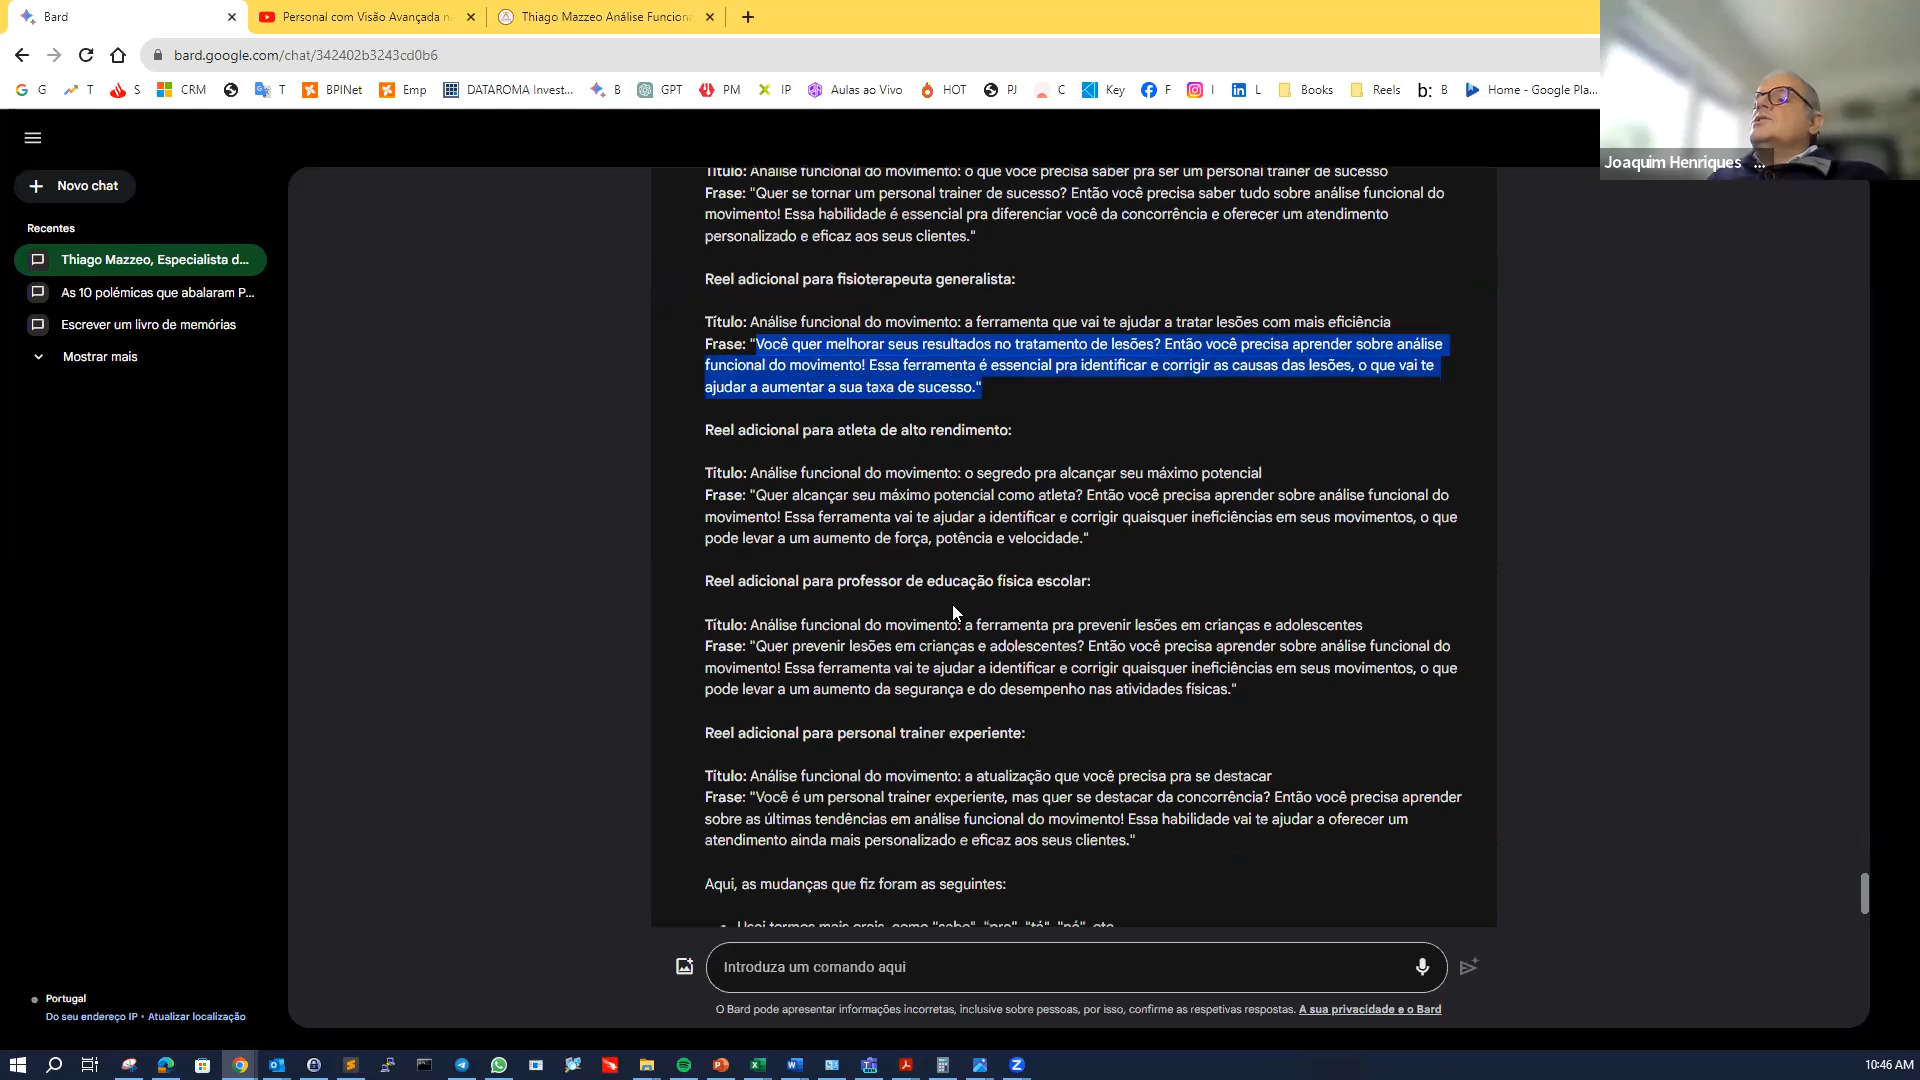 Bard
Personal com Visão Avançada n
Thiago Mazzeo Análise Funciona
bard.google.com/chat/342402b3243cd0b6
G
T
S
CRM
T
BPINet
Emp
DATAROMA Invest...
B
GPT
PM
IP
Aulas ao Vivo
HOT
PJ
C
Key
F
I
L
Books
Reels
b: B
Home - Google Pla...
Joaquim Henriques ...
Novo chat
Recentes
Thiago Mazzeo, Especialista d...
As 10 polémicas que abalaram P...
Escrever um livro de memórias
Mostrar mais
Título: Análise funcional do movimento: o que você precisa saber pra ser um personal trainer de sucesso
Frase: "Quer se tornar um personal trainer de sucesso? Então você precisa saber tudo sobre análise funcional do
movimento! Essa habilidade é essencial pra diferenciar você da concorrência e oferecer um atendimento
personalizado e eficaz aos seus clientes."
Reel adicional para fisioterapeuta generalista:
Título: Análise funcional do movimento: a ferramenta que vai te ajudar a tratar lesões com mais eficiência
Frase: "Você quer melhorar seus resultados no tratamento de lesões? Então você precisa aprender sobre análise
funcional do movimento! Essa ferramenta é essencial pra identificar e corrigir as causas das lesões, o que vai te
ajudar a aumentar a sua taxa de sucesso."
Reel adicional para atleta de alto rendimento:
Título: Análise funcional do movimento: o segredo pra alcançar seu máximo potencial
Frase: "Quer alcançar seu máximo potencial como atleta? Então você precisa aprender sobre análise funcional do
movimento! Essa ferramenta vai te ajudar a identificar e corrigir quaisquer ineficiências em seus movimentos, o que
pode levar a um aumento de força, potência e velocidade."
Reel adicional para professor de educação física escolar:
Título: Análise funcional do movimento: a ferramenta pra prevenir lesões em crianças e adolescentes
Frase: "Quer prevenir lesões em crianças e adolescentes? Então você precisa aprender sobre análise funcional do
movimento! Essa ferramenta vai te ajudar a identificar e corrigir quaisquer ineficiências em seus movimentos, o que
pode levar a um aumento da segurança e do desempenho nas atividades físicas."
Reel adicional para personal trainer experiente:
Título: Análise funcional do movimento: a atualização que você precisa pra se destacar
Frase: "Você é um personal trainer experiente, mas quer se destacar da concorrência? Então você precisa aprender
sobre as últimas tendências em análise funcional do movimento! Essa habilidade vai te ajudar a oferecer um
atendimento ainda mais personalizado e eficaz aos seus clientes."
Aqui, as mudanças que fiz foram as seguintes:
• Usei termos mais orais, como "sabe", "pra", "tá", "né", etc.
Introduza um comando aqui
O Bard pode apresentar informações incorretas, inclusive sobre pessoas, por isso, confirme as respetivas respostas. A sua privacidade e o Bard
Portugal
Do seu endereço IP • Atualizar localização
10:46 AM